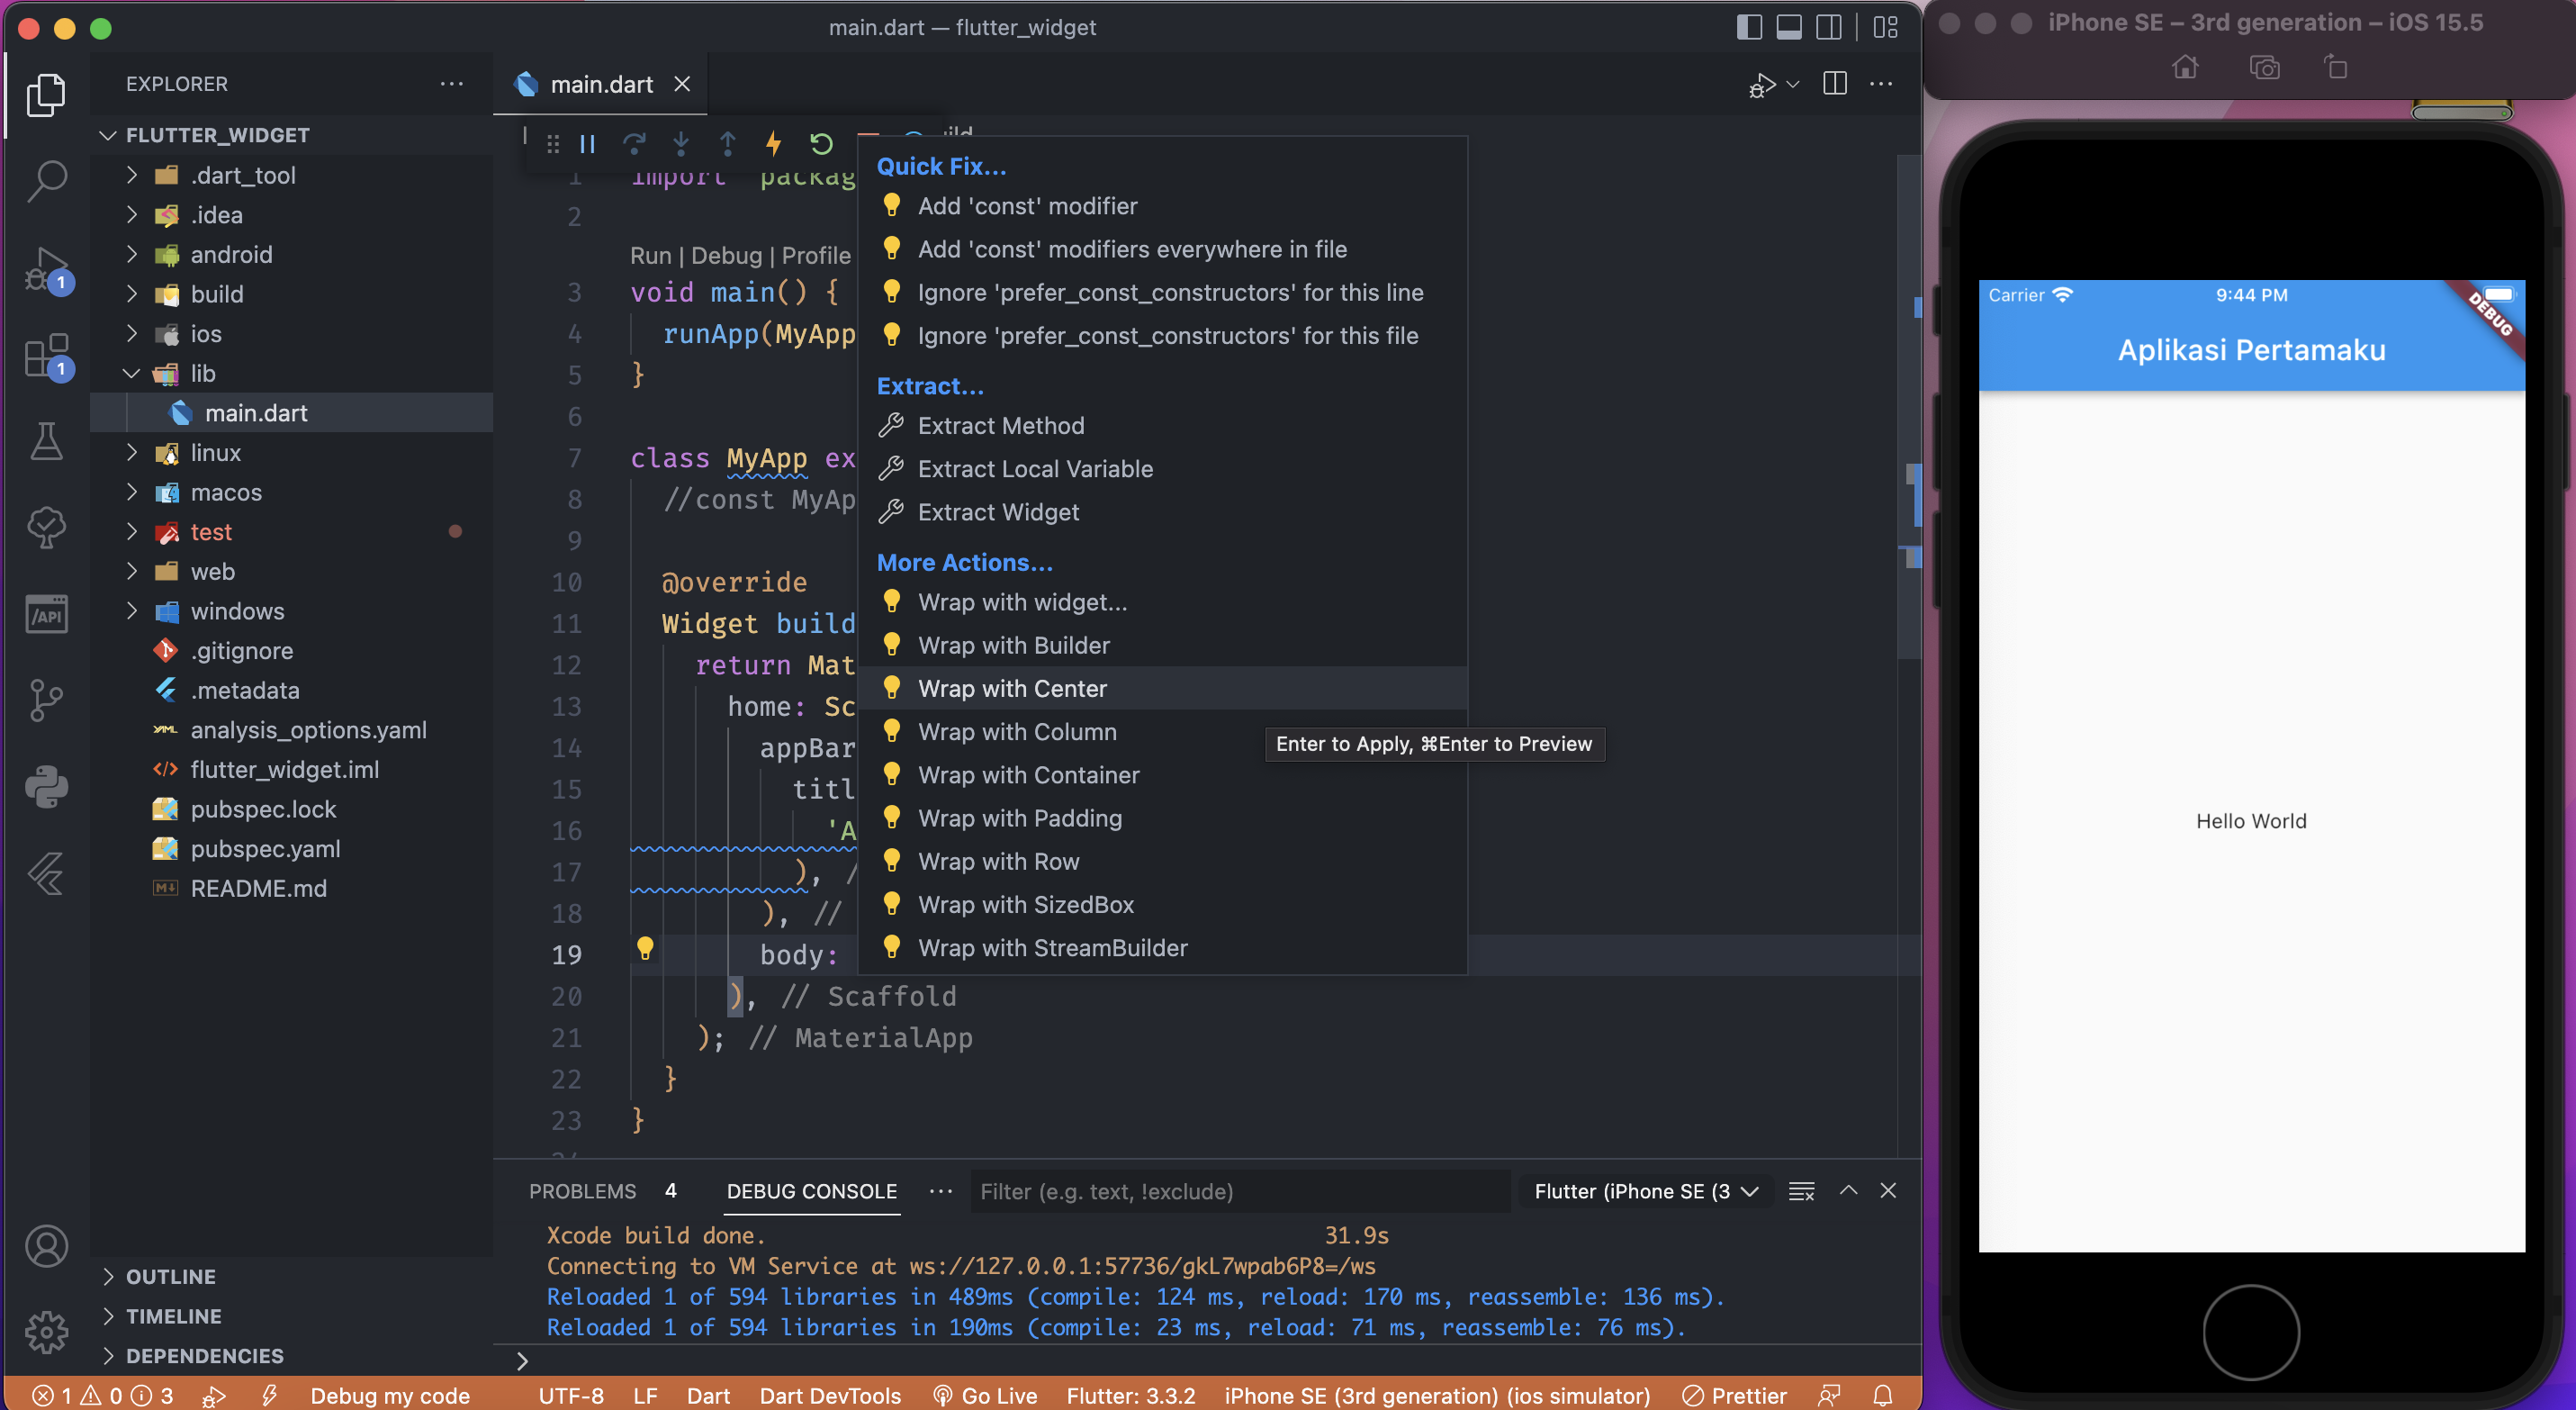 main.dart — flutter_widget
EXPLORER
FLUTTER_WIDGET
.dart_tool
.idea
android
build
ios
lib
main.dart
linux
macos
test
web
windows
.gitignore
.metadata
analysis_options.yaml
flutter_widget.iml
pubspec.lock
pubspec.yaml
README.md
OUTLINE
TIMELINE
DEPENDENCIES
1
1
/API
main.dart
1 import 'packag
2
Run | Debug | Profile
3 void main() {
4 runApp(MyApp
5 }
6
7 class MyApp ex
8 //const MyAp
9
10 @override
11 Widget build
12 return Mat
13 home: Sc
14 appBar
15 titl
16 'A
17 ), /
18 ), //
19 body:
20 ), // Scaffold
21 ); // MaterialApp
22 }
23 }
24
Quick Fix...
Add 'const' modifier
Add 'const' modifiers everywhere in file
Ignore 'prefer_const_constructors' for this line
Ignore 'prefer_const_constructors' for this file
Extract...
Extract Method
Extract Local Variable
Extract Widget
More Actions...
Wrap with widget...
Wrap with Builder
Wrap with Center
Wrap with Column
Wrap with Container
Wrap with Padding
Wrap with Row
Wrap with SizedBox
Wrap with StreamBuilder
Enter to Apply, ⌘Enter to Preview
PROBLEMS 4 DEBUG CONSOLE ··· Filter (e.g. text, !exclude) Flutter (iPhone SE (3
Xcode build done. 31.9s
Connecting to VM Service at ws://127.0.0.1:57736/gkL7wpab6P8=/ws
Reloaded 1 of 594 libraries in 489ms (compile: 124 ms, reload: 170 ms, reassemble: 136 ms).
Reloaded 1 of 594 libraries in 190ms (compile: 23 ms, reload: 71 ms, reassemble: 76 ms).
1 0 3 Debug my code UTF-8 LF Dart Dart DevTools Go Live Flutter: 3.3.2 iPhone SE (3rd generation) (ios simulator) Prettier
iPhone SE – 3rd generation – iOS 15.5
Carrier 9:44 PM
DEBUG
Aplikasi Pertamaku
Hello World